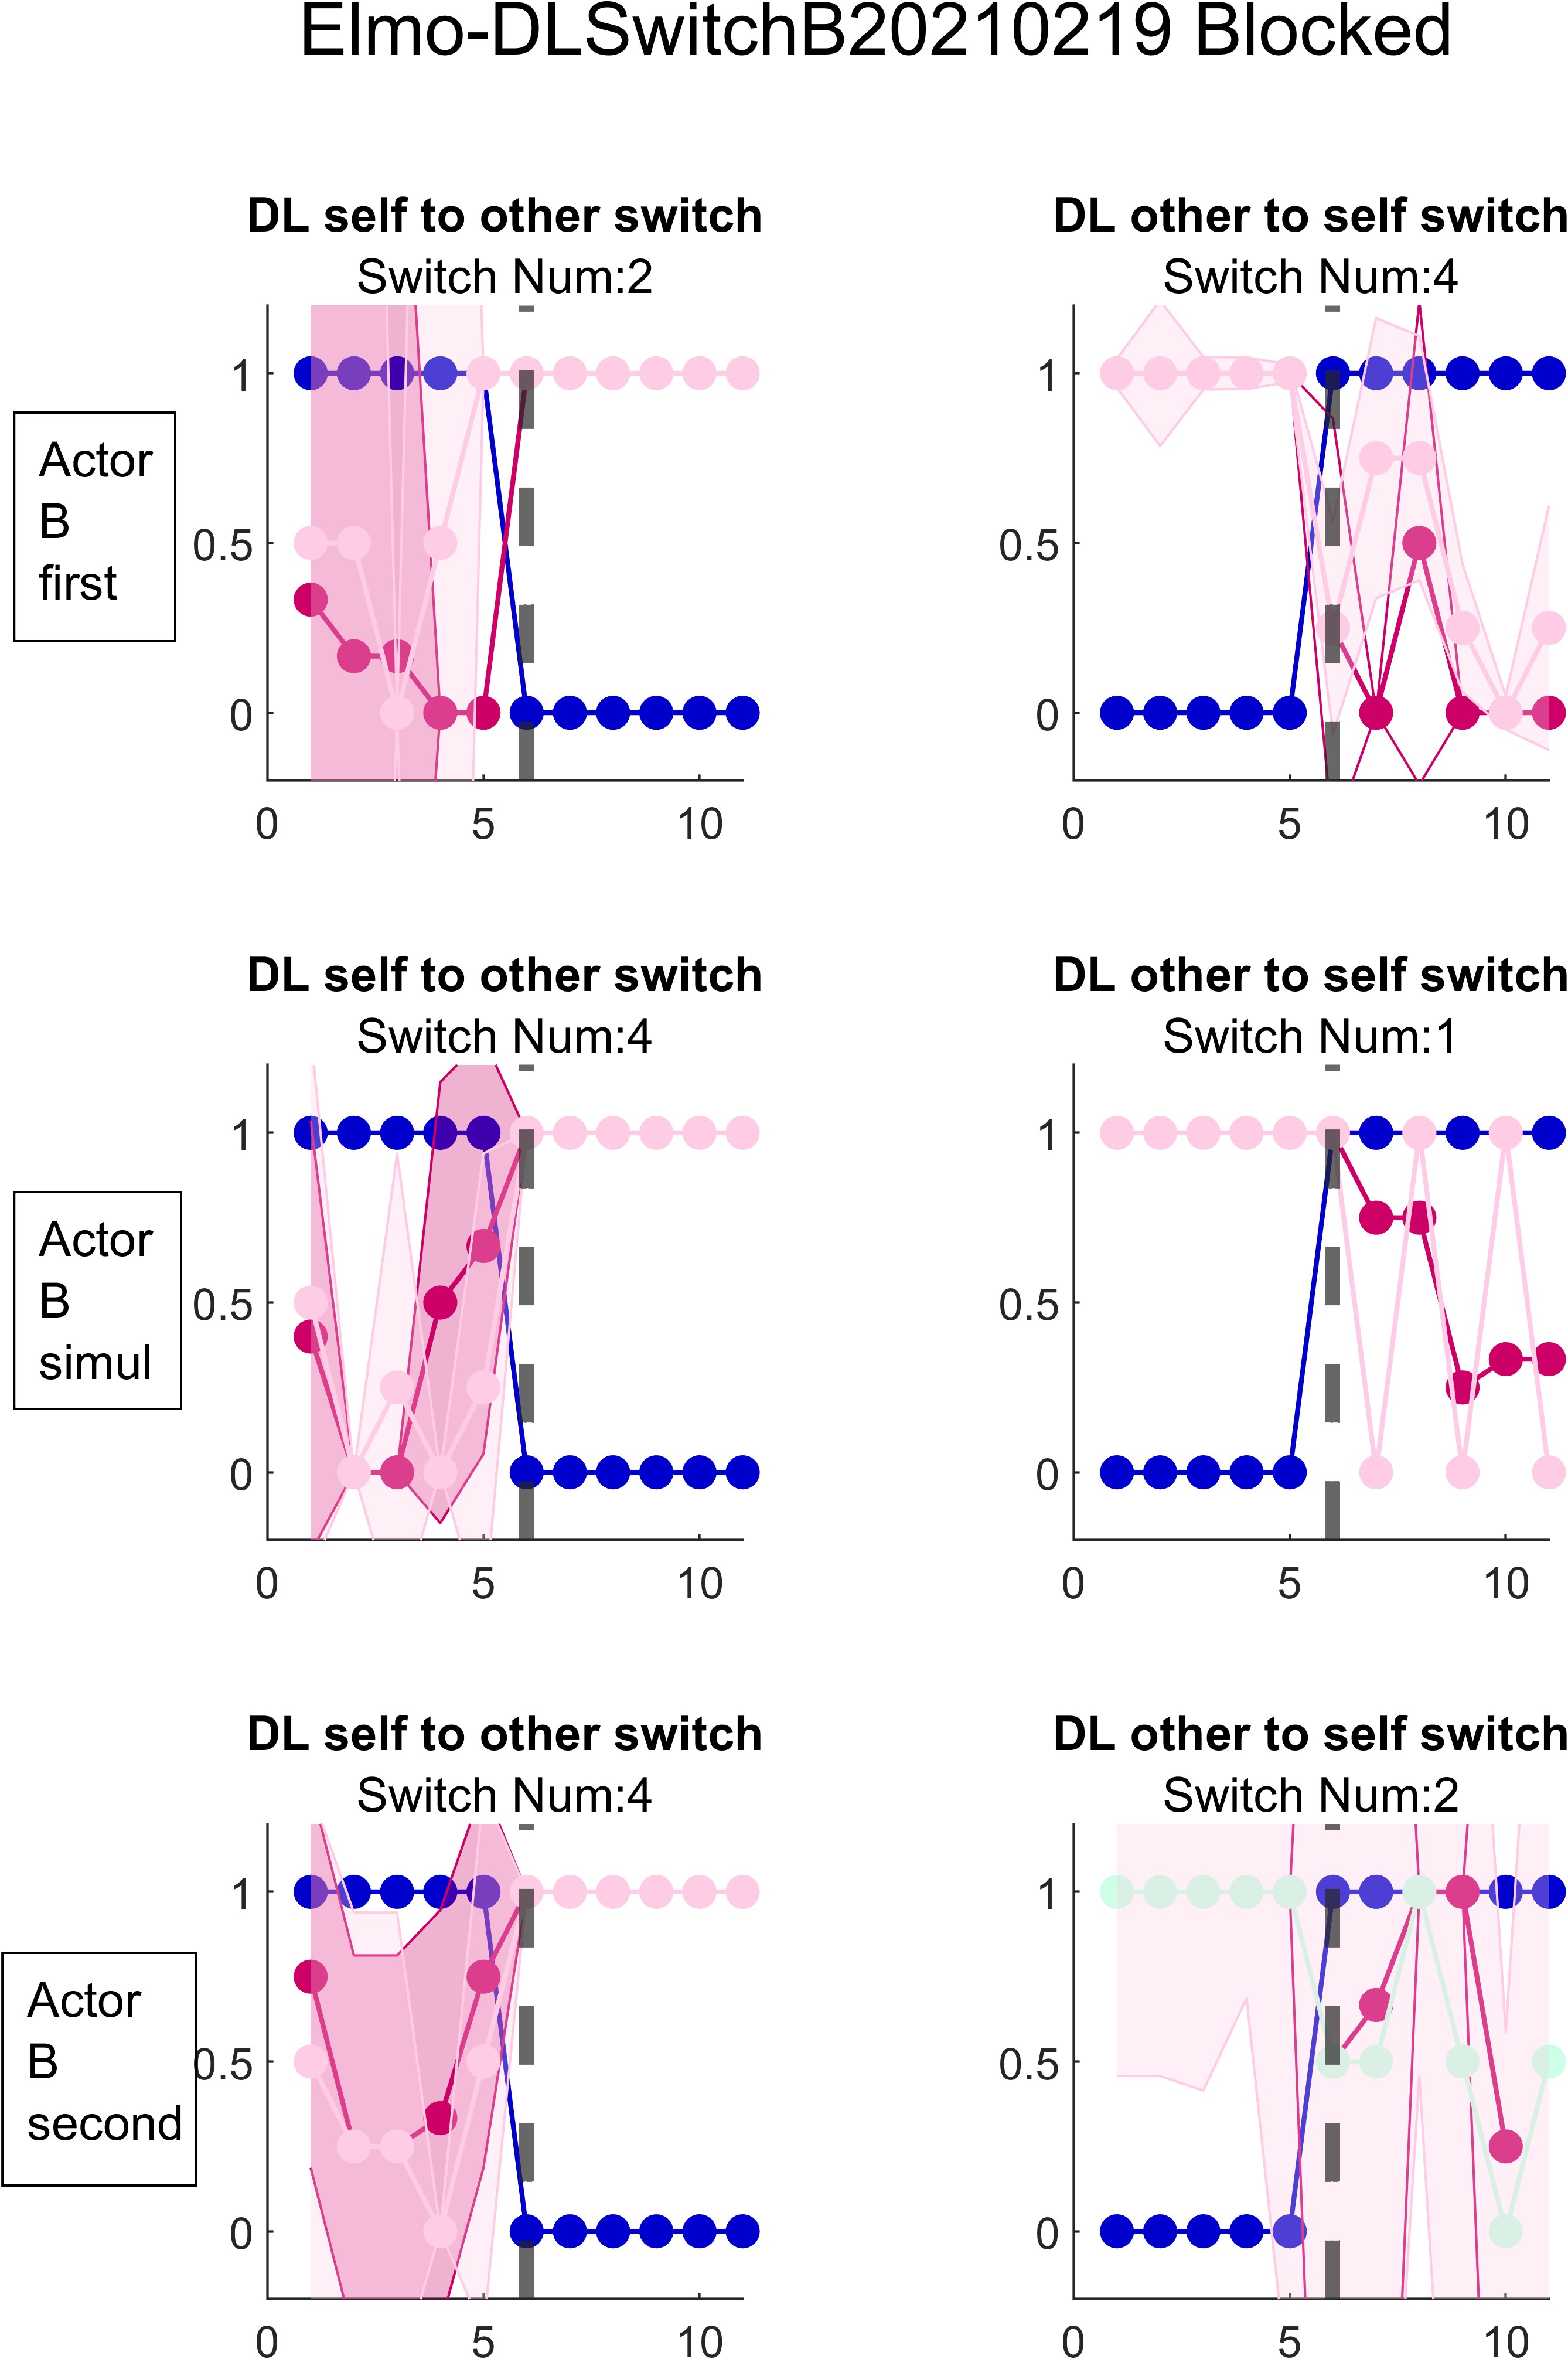 Elmo-DLSwitchB20210219 Blocked
DL self to other switch
Switch Num:2
DL other to self switch
Switch Num:4
Actor
B
first
1
0.5
0
0
5
10
1
0.5
0
0
5
10
DL self to other switch
Switch Num:4
DL other to self switch
Switch Num:1
Actor
B
simul
1
0.5
0
0
5
10
1
0.5
0
0
5
10
DL self to other switch
Switch Num:4
DL other to self switch
Switch Num:2
Actor
B
second
1
0.5
0
0
5
10
1
0.5
0
0
5
10